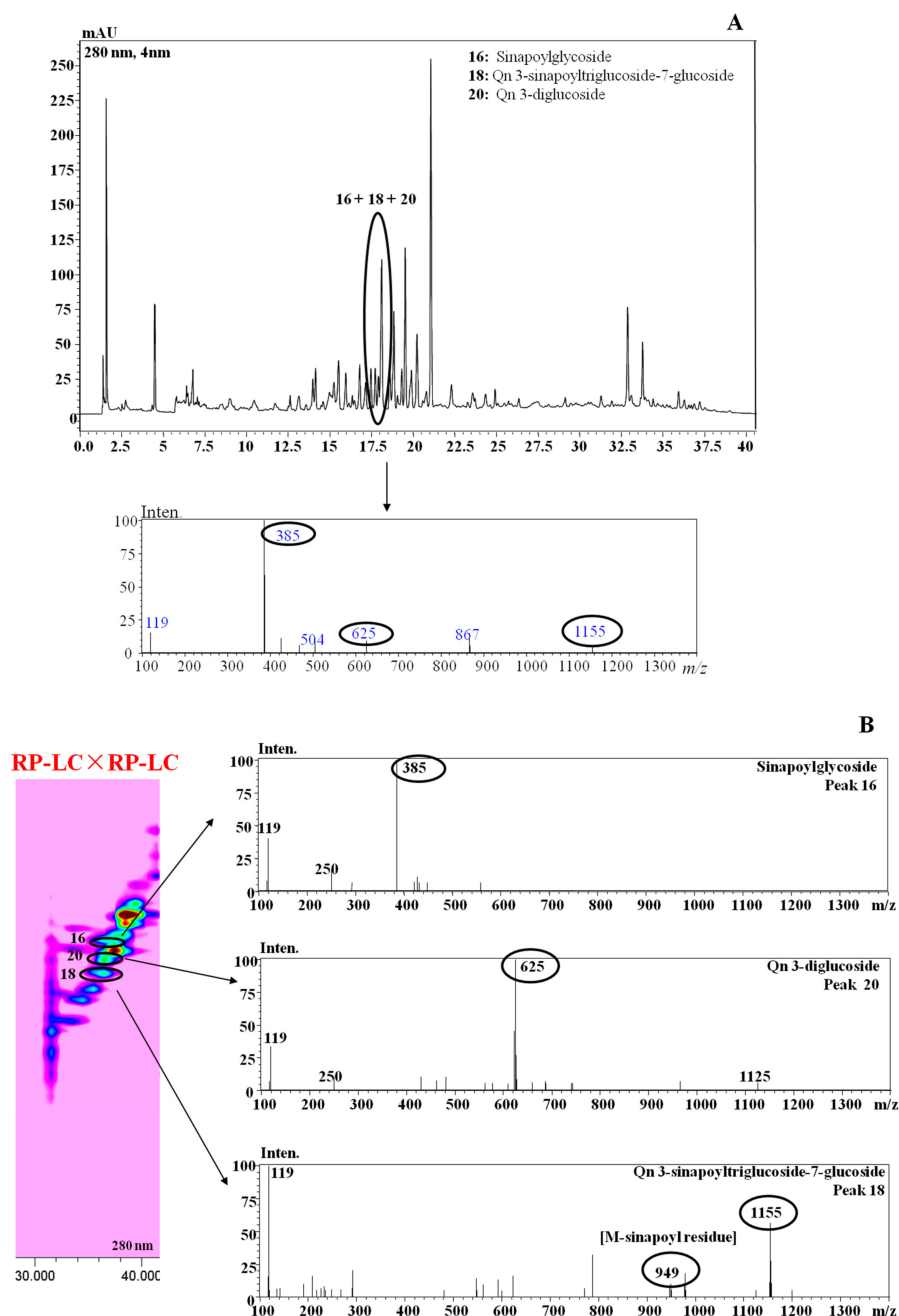 A
mAU
280 nm, 4nm
16: Sinapoylglycoside
18: Qn 3-sinapoyltriglucoside-7-glucoside
20: Qn 3-diglucoside
250
225
200
175
150
125
100
75
50
25
0
16 + 18 + 20
0.0 2.5 5 7.5 10 12.5 15 17.5 20 22.5 25 27.5 30 32.5 35 37.5 40
Inten.
100
75
50
25
0
385
119
504
625
867
1155
100 200 300 400 500 600 700 800 900 1000 1100 1200 1300 m/z
B
RP-LC×RP-LC
16
20
18
280 nm
30.000 40.000
Inten.
100
75
50
25
0
385
119
250
Sinapoylglycoside
Peak 16
100 200 300 400 500 600 700 800 900 1000 1100 1200 1300 m/z
Inten.
100
75
50
25
0
625
119
250
1125
Qn 3-diglucoside
Peak 20
100 200 300 400 500 600 700 800 900 1000 1100 1200 1300 m/z
Inten.
100
75
50
25
0
119
Qn 3-sinapoyltriglucoside-7-glucoside
Peak 18
1155
[M-sinapoyl residue]
949
100 200 300 400 500 600 700 800 900 1000 1100 1200 1300 m/z